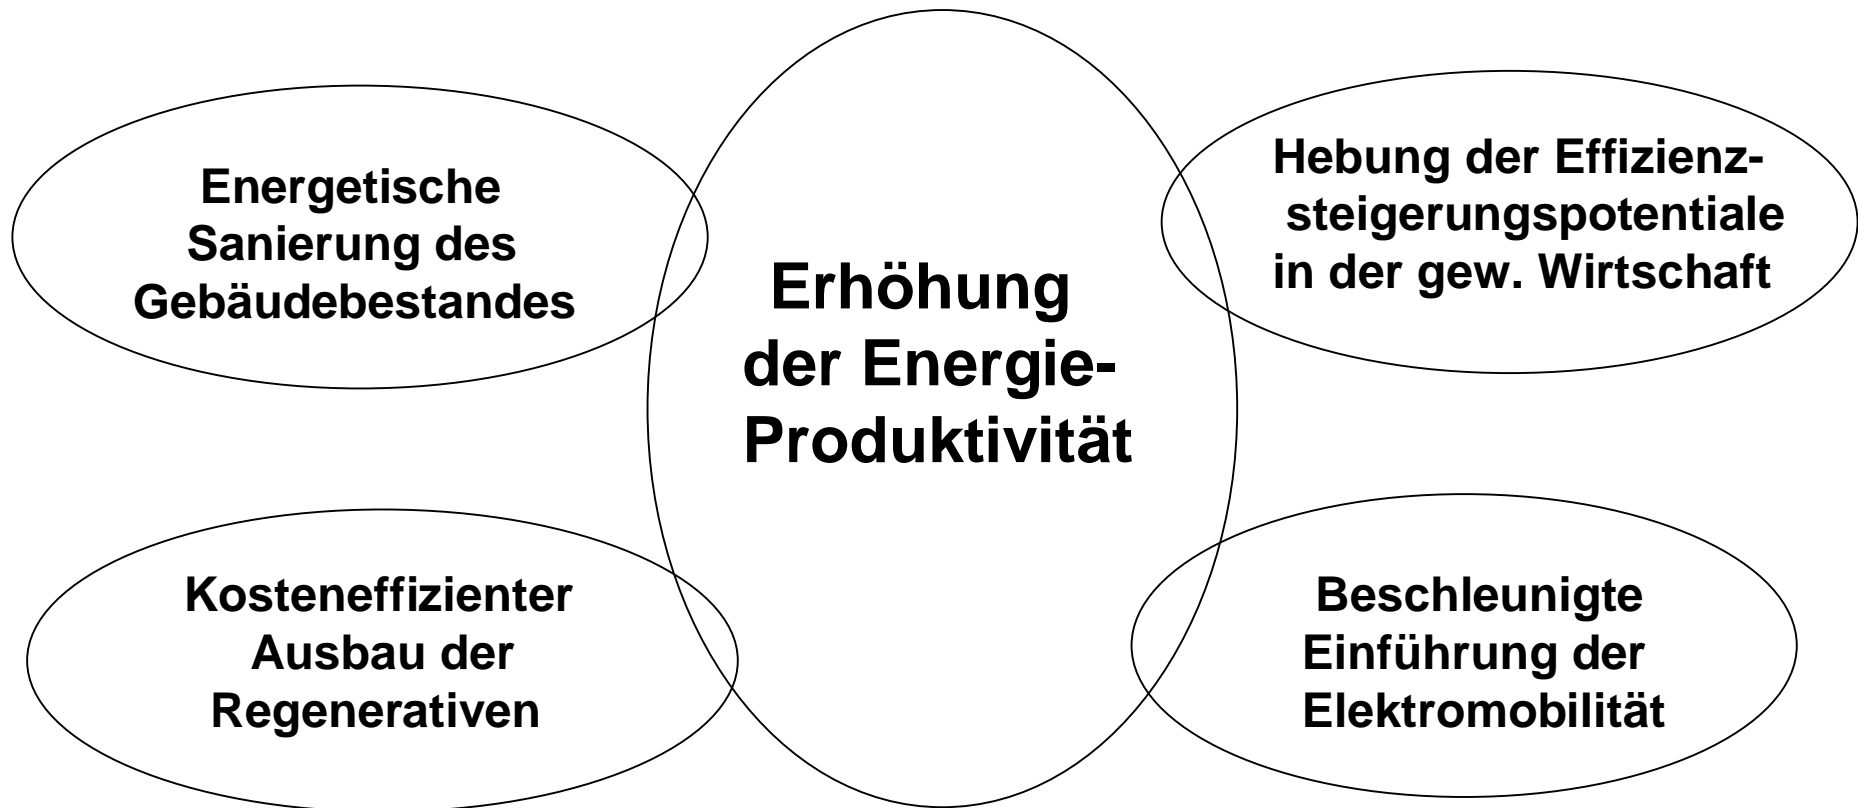 Energetische
Sanierung des
Gebäudebestandes
Hebung der Effizienz-
steigerungspotentiale
in der gew. Wirtschaft
Erhöhung
der Energie-
Produktivität
Kosteneffizienter
Ausbau der
Regenerativen
Beschleunigte
Einführung der
Elektromobilität